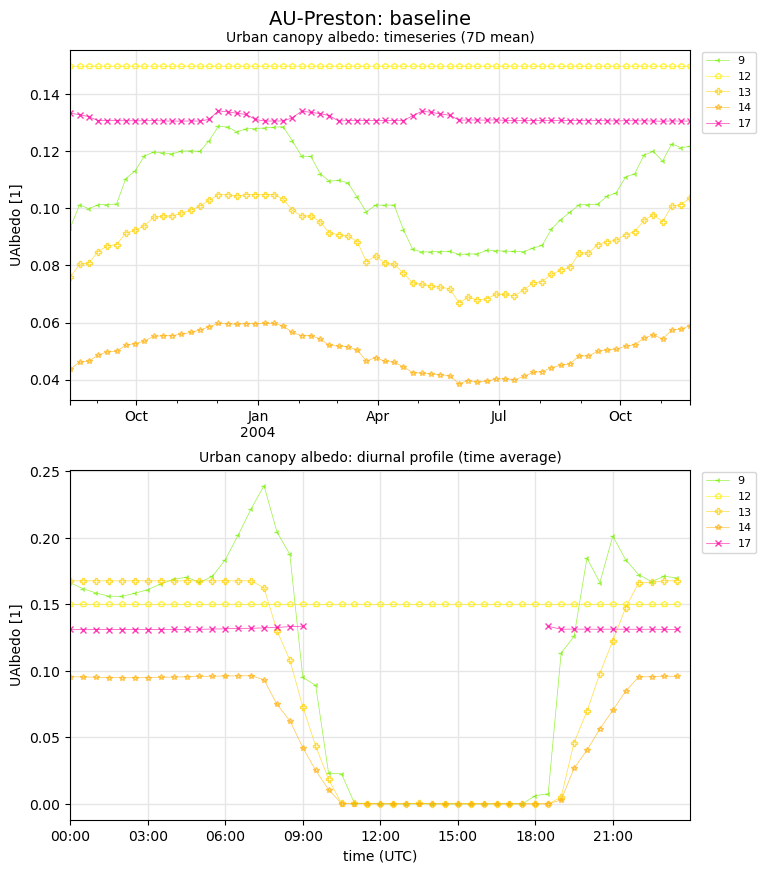 AU-Preston: baseline
Urban canopy albedo: timeseries (7D mean)
UAlbedo [1]
0.14
0.12
0.10
0.08
0.06
0.04
Oct
Jan
2004
Apr
Jul
Oct
9
12
13
14
17
Urban canopy albedo: diurnal profile (time average)
UAlbedo [1]
0.25
0.20
0.15
0.10
0.05
0.00
00:00
03:00
06:00
09:00
12:00
15:00
18:00
21:00
time (UTC)
9
12
13
14
17